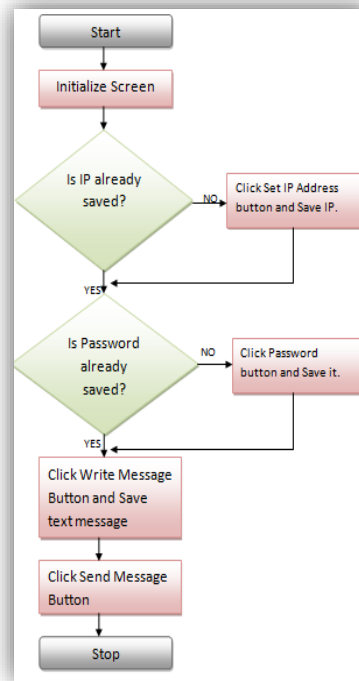 Start
Initialize Screen
Is IP already
saved?
NO
Click Set IP Address
button and Save IP.
YES
Is Password
already
saved?
NO
Click Password
button and Save it.
YES
Click Write Message
Button and Save
text message
Click Send Message
Button
Stop